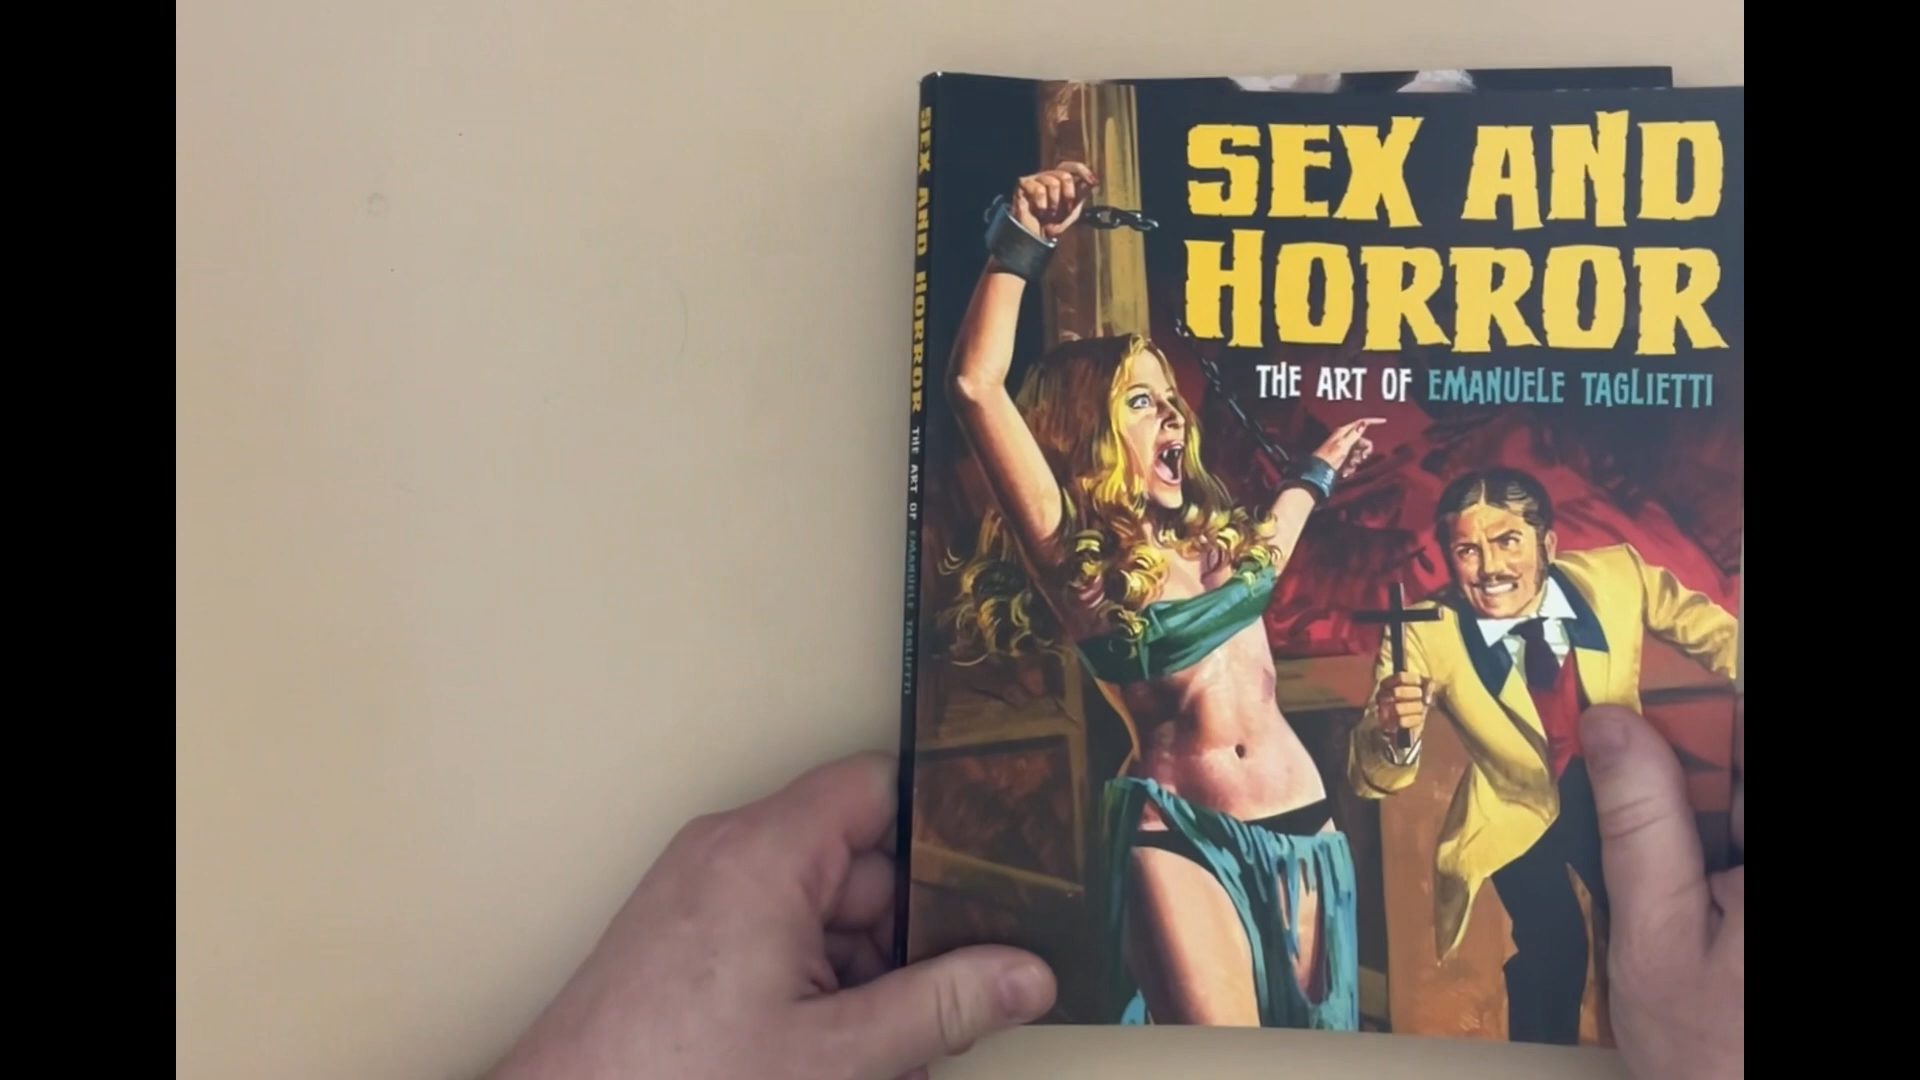 SEX AND
HORROR
THE ART OF EMANUELE TAGLIETTI
SEX AND HORROR THE ART OF EMANUELE TAGLIETTI